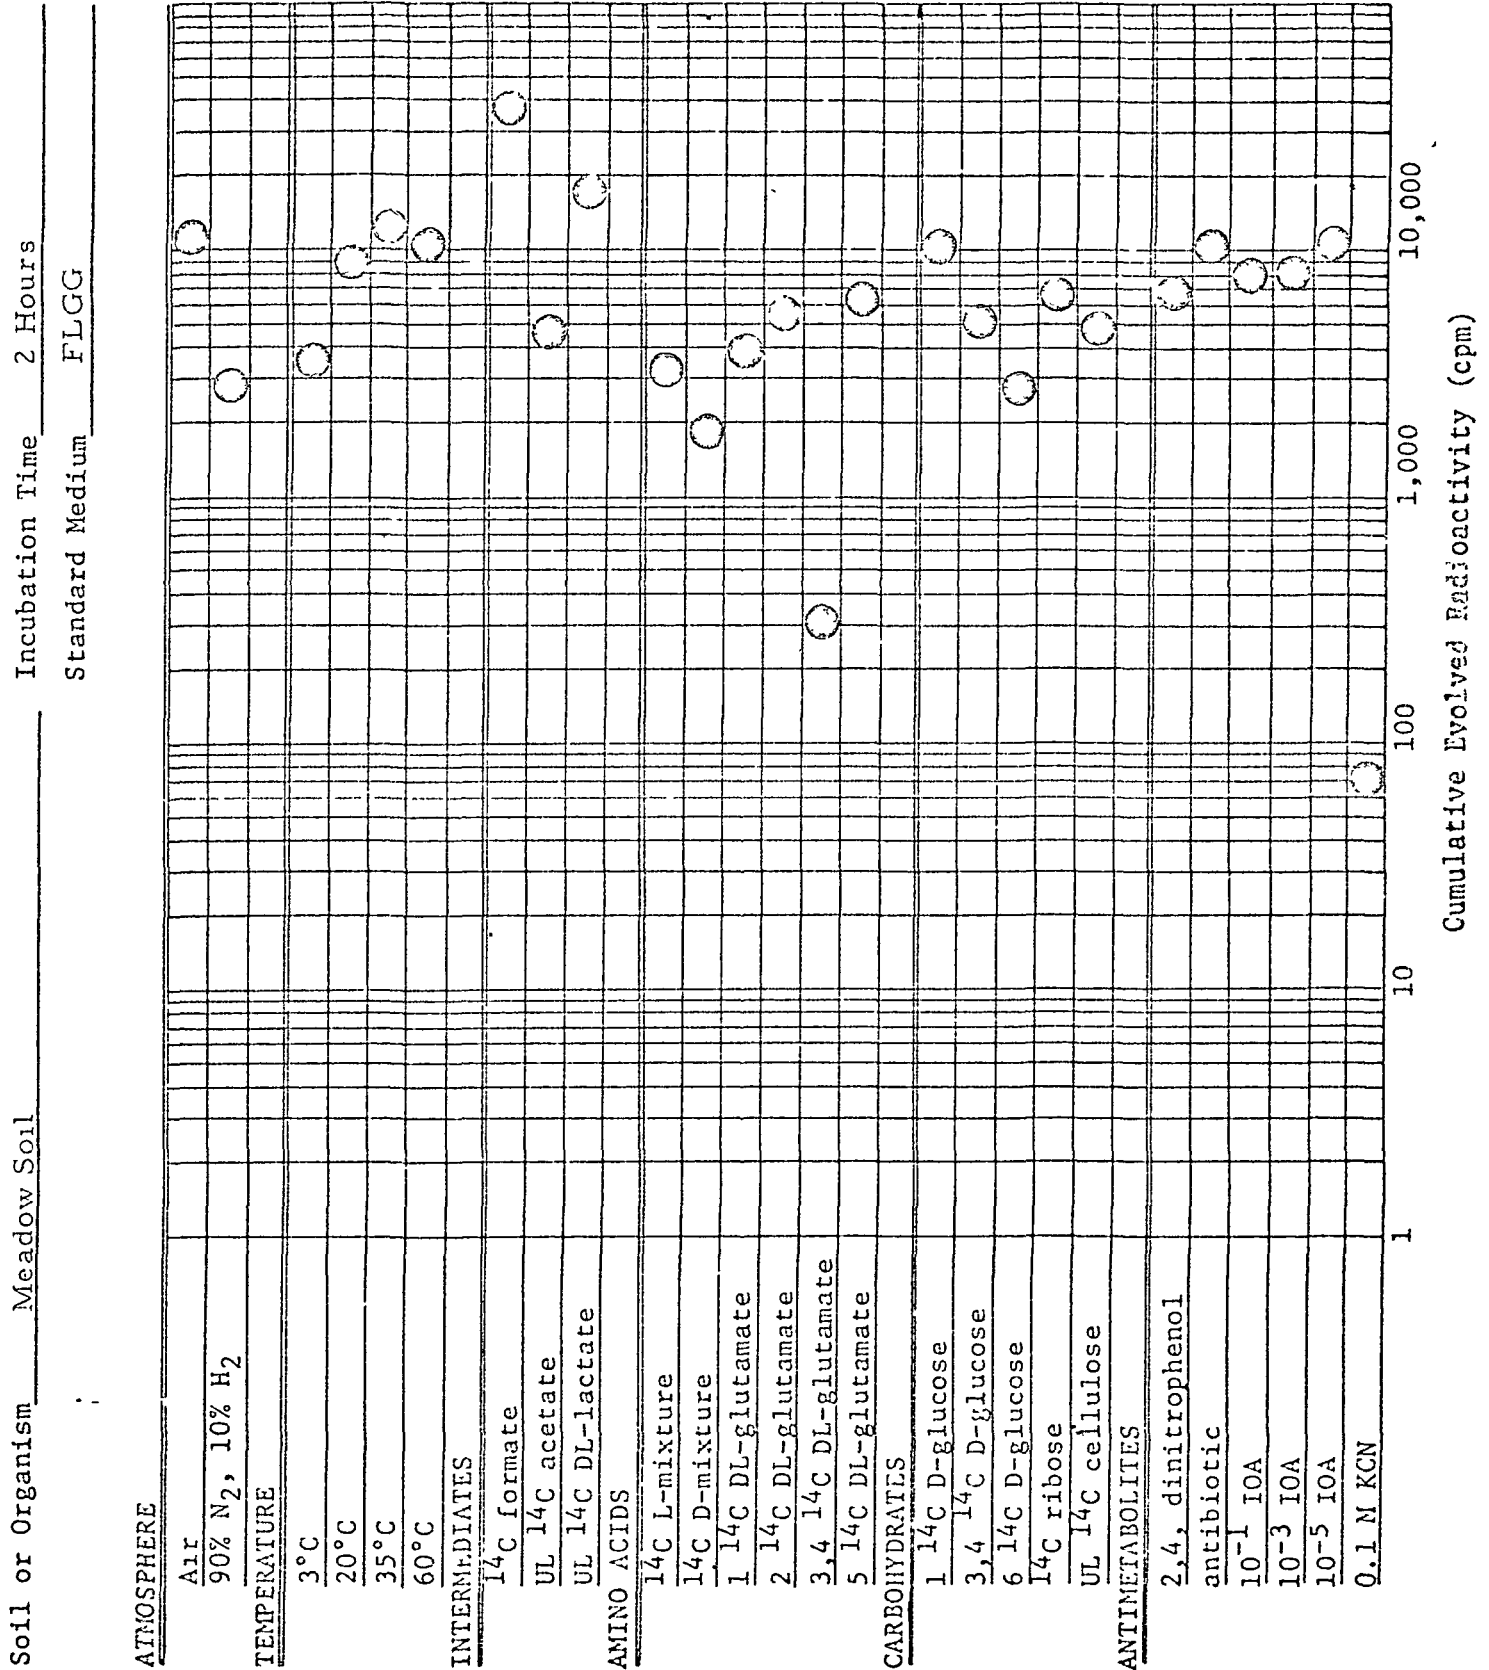 Soil or Organism Meadow Soil Incubation Time 2 Hours
Standard Medium FLGG
ATMOSPHERE
Air
90% N2, 10% H2
TEMPERATURE
3°C
20°C
35°C
60°C
INTERMEDIATES
14C formate
UL 14C acetate
UL 14C DL-lactate
AMINO ACIDS
14C L-mixture
14C D-mixture
1 14C DL-glutamate
2 14C DL-glutamate
3,4 14C DL-glutamate
5 14C DL-glutamate
CARBOHYDRATES
1 14C D-glucose
3,4 14C D-glucose
6 14C D-glucose
14C ribose
UL 14C cellulose
ANTIMETABOLITES
2,4, dinitrophenol
antibiotic
10-1 IOA
10-3 IOA
10-5 IOA
0.1 M KCN
1 10 100 1,000 10,000
Cumulative Evolved Radioactivity (cpm)